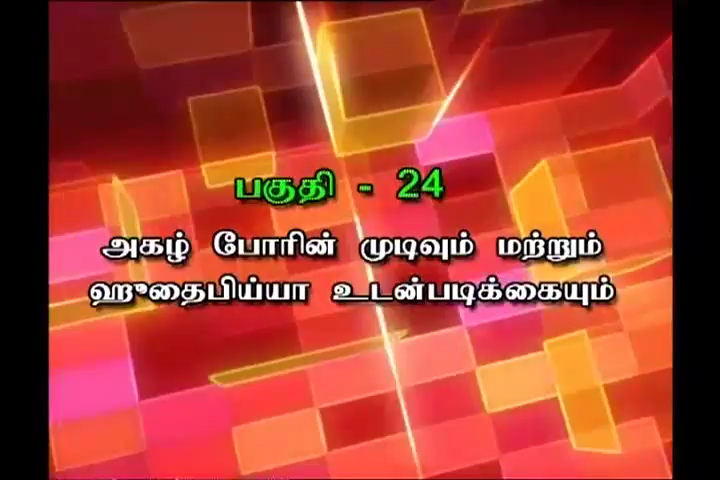 பகுதி - 24
அகழ் போரின் முடிவும் மற்றும்
ஹுதைபிய்யா உடன்படிக்கையும்